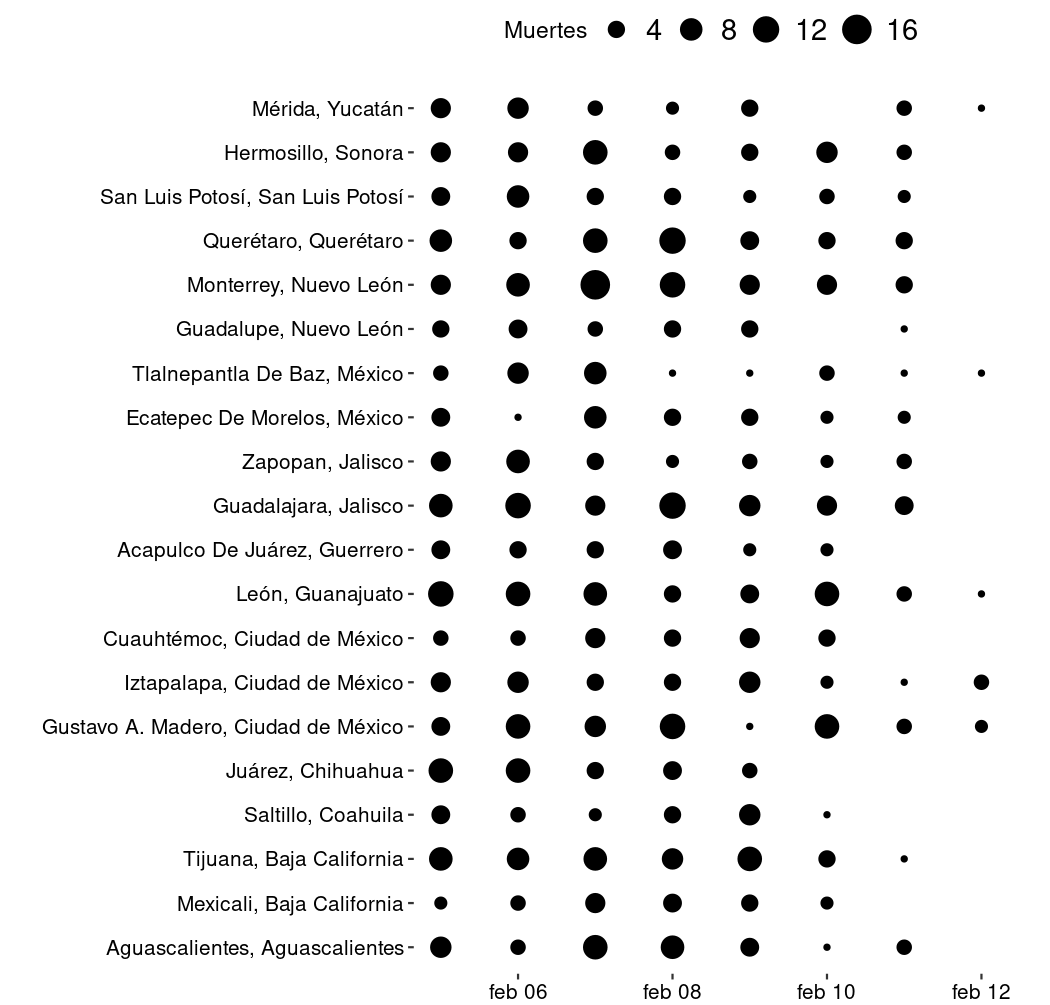 Muertes 4 8 12 16
Mérida, Yucatán
Hermosillo, Sonora
San Luis Potosí, San Luis Potosí
Querétaro, Querétaro
Monterrey, Nuevo León
Guadalupe, Nuevo León
Tlalnepantla De Baz, México
Ecatepec De Morelos, México
Zapopan, Jalisco
Guadalajara, Jalisco
Acapulco De Juárez, Guerrero
León, Guanajuato
Cuauhtémoc, Ciudad de México
Iztapalapa, Ciudad de México
Gustavo A. Madero, Ciudad de México
Juárez, Chihuahua
Saltillo, Coahuila
Tijuana, Baja California
Mexicali, Baja California
Aguascalientes, Aguascalientes
feb 06 feb 08 feb 10 feb 12